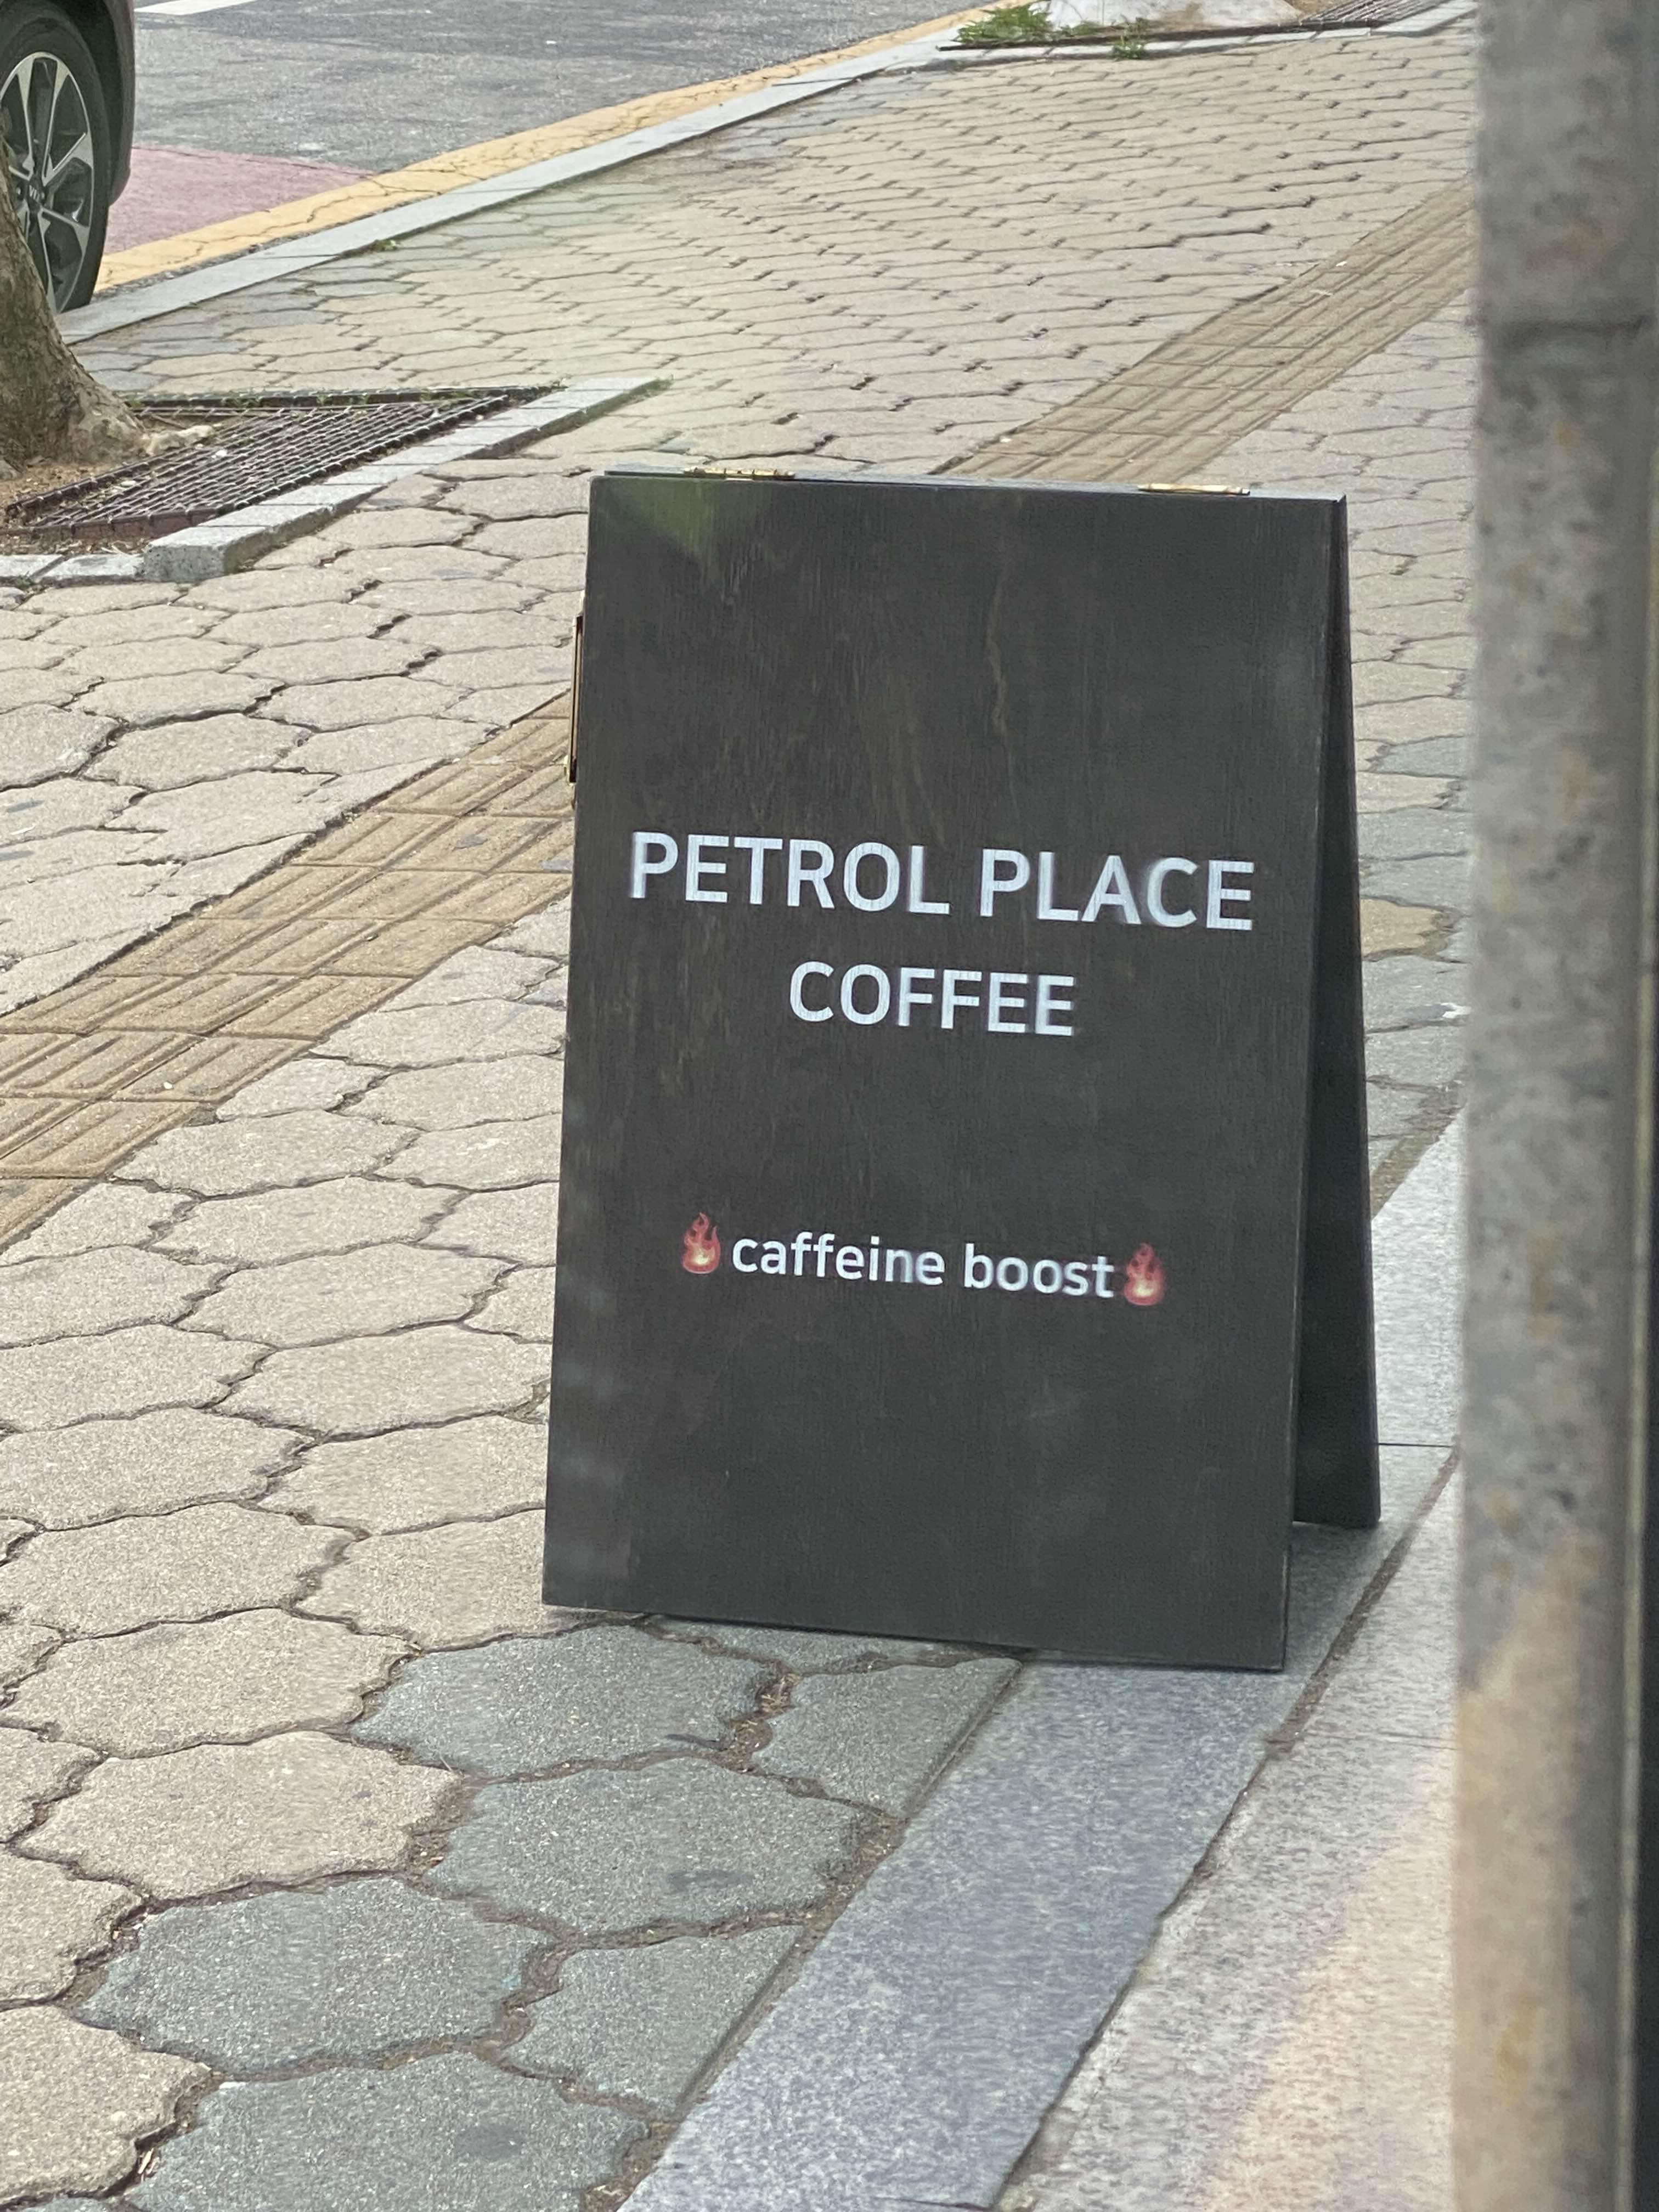 PETROL PLACE
COFFEE
🔥caffeine boost🔥